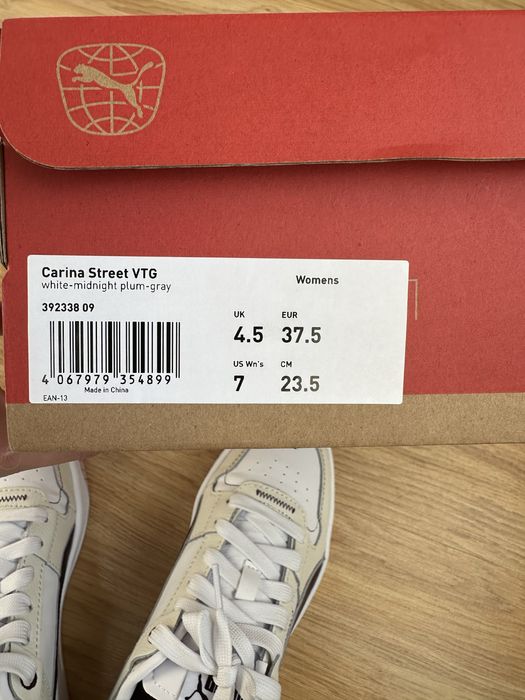 Carina Street VTG
white-midnight plum-gray
Womens
392338 09
UK EUR
4.5 37.5
US Wn's CM
7 23.5
4 067979 354899
Made in China
EAN-13